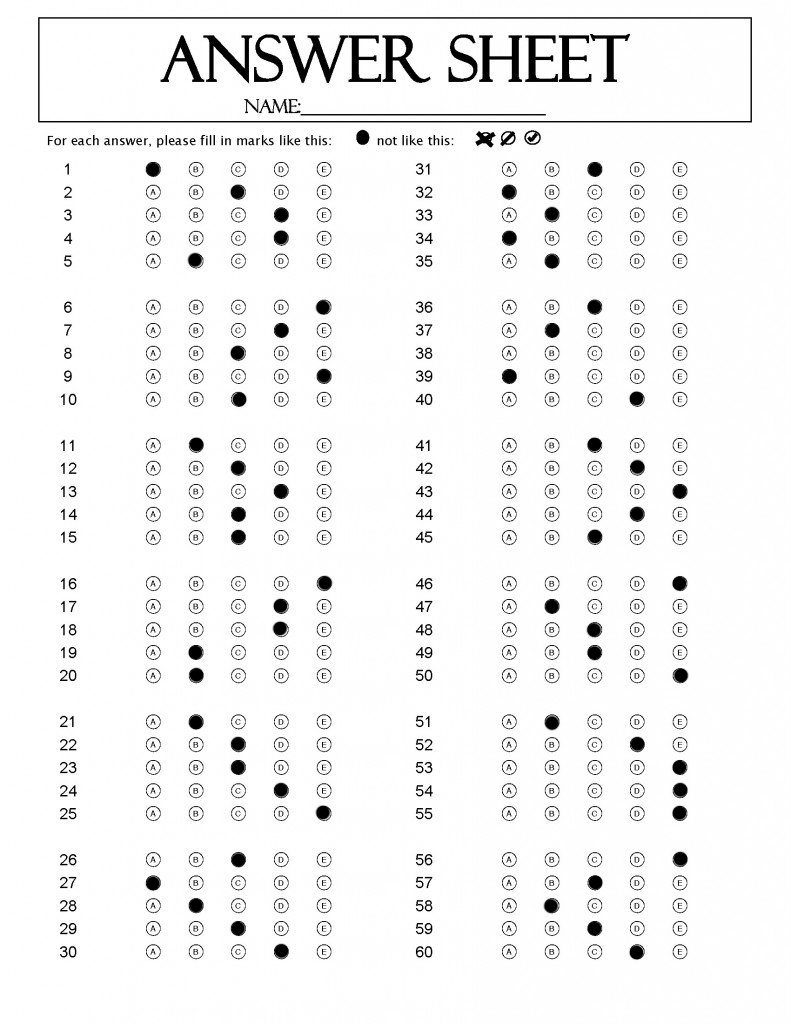 ANSWER SHEET
NAME:
For each answer, please fill in marks like this: not like this:
1 B C D E 31 A B D E
2 A B D E 32 B C D E
3 A B C E 33 A C D E
4 A B C E 34 B C D E
5 A C D E 35 A C D E
6 A B C D 36 A B D E
7 A B C E 37 A C D E
8 A B D E 38 A B C D E
9 A B C D 39 B C D E
10 A B D E 40 A B C E
11 A C D E 41 A B D E
12 A B D E 42 A B C E
13 A B C E 43 A B C D
14 A B D E 44 A B C E
15 A B D E 45 A B D E
16 A B C D 46 A B C D
17 A B C E 47 A C D E
18 A B C E 48 A B D E
19 A C D E 49 A B D E
20 A C D E 50 A B C D
21 A C D E 51 A C D E
22 A B D E 52 A B C E
23 A B D E 53 A B C D
24 A B C E 54 A B C D
25 A B C D 55 A B C D
26 A B D E 56 A B C D
27 B C D E 57 A B D E
28 A C D E 58 A C D E
29 A B D E 59 A B D E
30 A B C E 60 A B C E